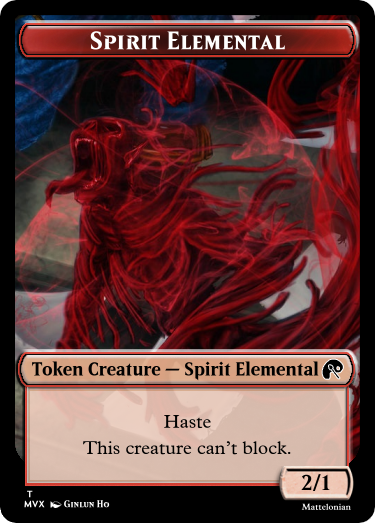 Spirit Elemental
Token Creature — Spirit Elemental
Haste
This creature can't block.
2/1
T
MVX Ginlun Ho
Mattelonian